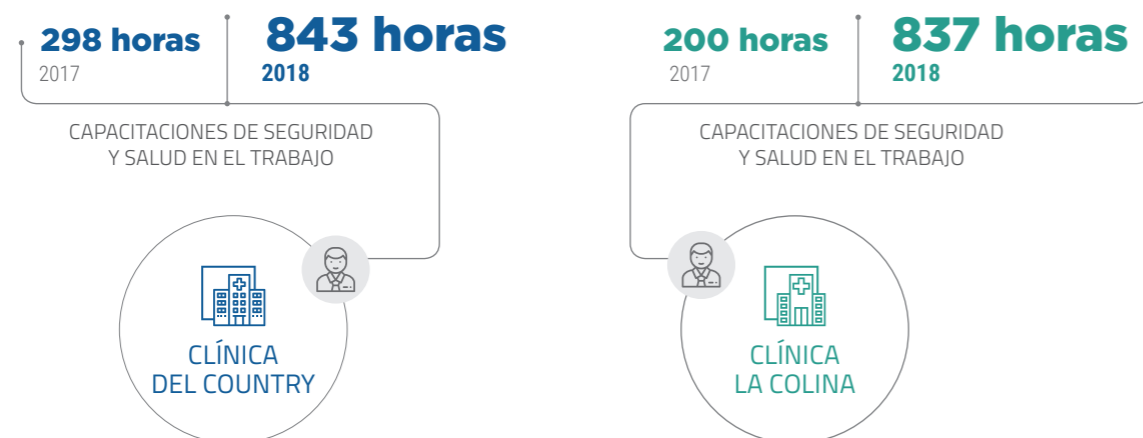 298 horas
2017
843 horas
2018
CAPACITACIONES DE SEGURIDAD
Y SALUD EN EL TRABAJO
CLÍNICA
DEL COUNTRY
200 horas
2017
837 horas
2018
CAPACITACIONES DE SEGURIDAD
Y SALUD EN EL TRABAJO
CLÍNICA
LA COLINA